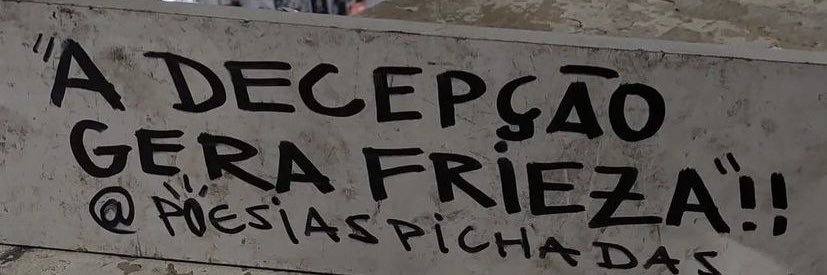 "A DECEPÇÃO
GERA FRIEZA"!!
@POESIASPICHADAS